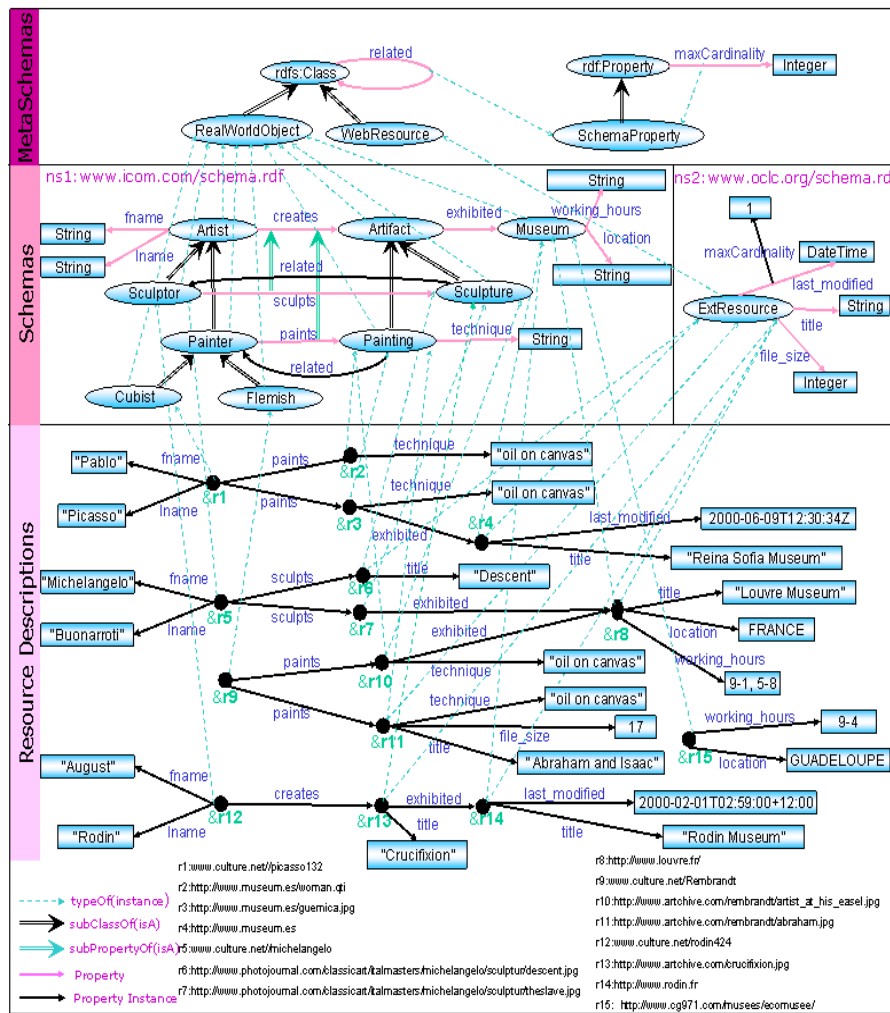 MetaSchemas
related
rdfs:Class
rdf:Property
maxCardinality
Integer
RealWorldObject
WebResource
SchemaProperty
Schemas
ns1:www.icom.com/schema.rdf
ns2:www.oclc.org/schema.rd
String
fname
Artist
creates
Artifact
exhibited
Museum
working_hours
String
lname
String
location
String
related
Sculptor
sculpts
Sculpture
Painter
paints
Painting
technique
String
related
Cubist
Flemish
1
maxCardinality
DateTime
last_modified
ExtResource
String
title
file_size
Integer
Resource Descriptions
"Pablo"
fname
paints
technique
"oil on canvas"
&r2
&r1
"Picasso"
lname
paints
technique
"oil on canvas"
&r3
&r4
exhibited
last_modified
2000-06-09T12:30:34Z
title
"Reina Sofia Museum"
"Michelangelo"
fname
sculpts
title
"Descent"
&r6
&r5
"Buonarroti"
lname
sculpts
exhibited
&r7
title
"Louvre Museum"
&r8
location
FRANCE
working_hours
9-1, 5-8
exhibited
paints
&r9
&r10
technique
"oil on canvas"
paints
technique
"oil on canvas"
&r11
file_size
17
title
"Abraham and Isaac"
working_hours
9-4
&r15
location
GUADELOUPE
"August"
fname
creates
exhibited
last_modified
2000-02-01T02:59:00+12:00
&r12
&r13
&r14
"Rodin"
lname
title
"Crucifixion"
title
"Rodin Museum"
typeOf(instance)
subClassOf(isA)
subPropertyOf(isA)
Property
Property Instance
r1:www.culture.net//picasso132
r2:http://www.museum.es/woman.qti
r3:http://www.museum.es/guernica.jpg
r4:http://www.museum.es
r5:www.culture.net//michelangelo
r6:http://www.photojournal.com/classicart/italmasters/michelangelo/sculptur/descent.jpg
r7:http://www.photojournal.com/classicart/italmasters/michelangelo/sculptur/theslave.jpg
r8:http://www.louvre.fr/
r9:www.culture.net/Rembrandt
r10:http://www.artchive.com/rembrandt/artist_at_his_easel.jpg
r11:http://www.artchive.com/rembrandt/abraham.jpg
r12:www.culture.net/rodin424
r13:http://www.artchive.com/crucifixion.jpg
r14:http://www.rodin.fr
r15: http://www.cg971.com/musees/ecomusee/